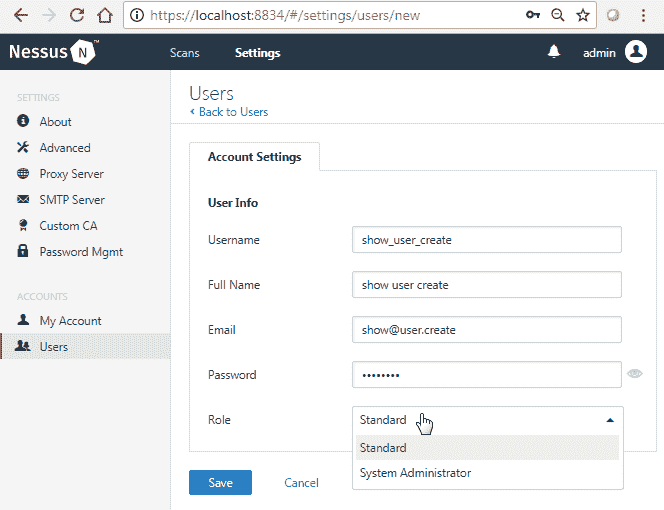 https://localhost:8834/#/settings/users/new
Nessus N ™ Scans Settings admin
SETTINGS
About
Advanced
Proxy Server
SMTP Server
Custom CA
Password Mgmt
ACCOUNTS
My Account
Users
Users
Back to Users
Account Settings
User Info
Username show_user_create
Full Name show user create
Email show@user.create
Password ••••••••
Role Standard
Standard
System Administrator
Save Cancel